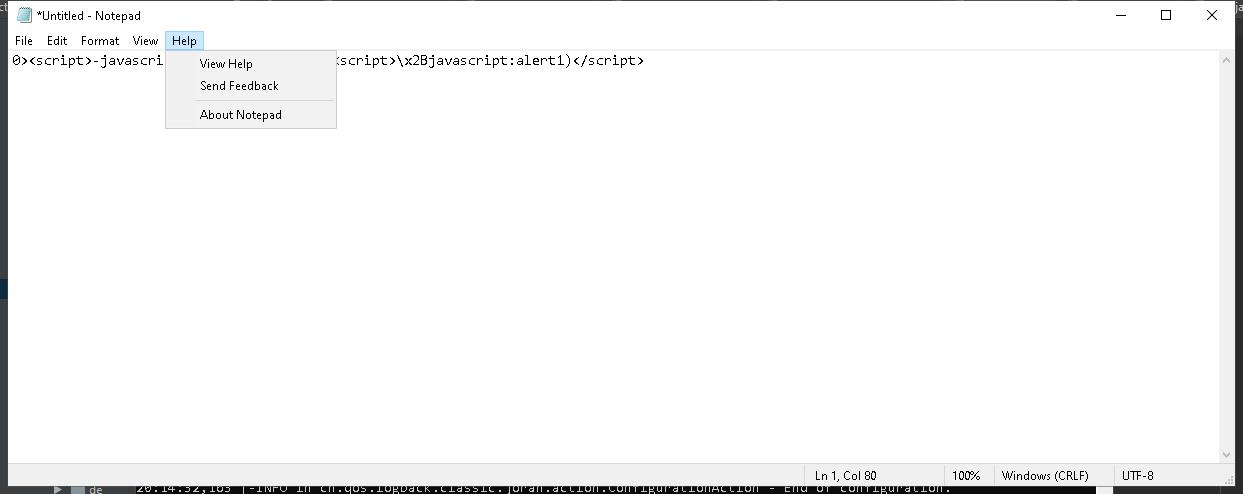 *Untitled - Notepad
File Edit Format View Help
0><script>-javascri script>\x2Bjavascript:alert1)</script>
View Help
Send Feedback
About Notepad
Ln 1, Col 80 100% Windows (CRLF) UTF-8
de 20:14:32,163 |-INFO in ch.qos.logback.classic.joran.action.ConfigurationAction - End of configuration.